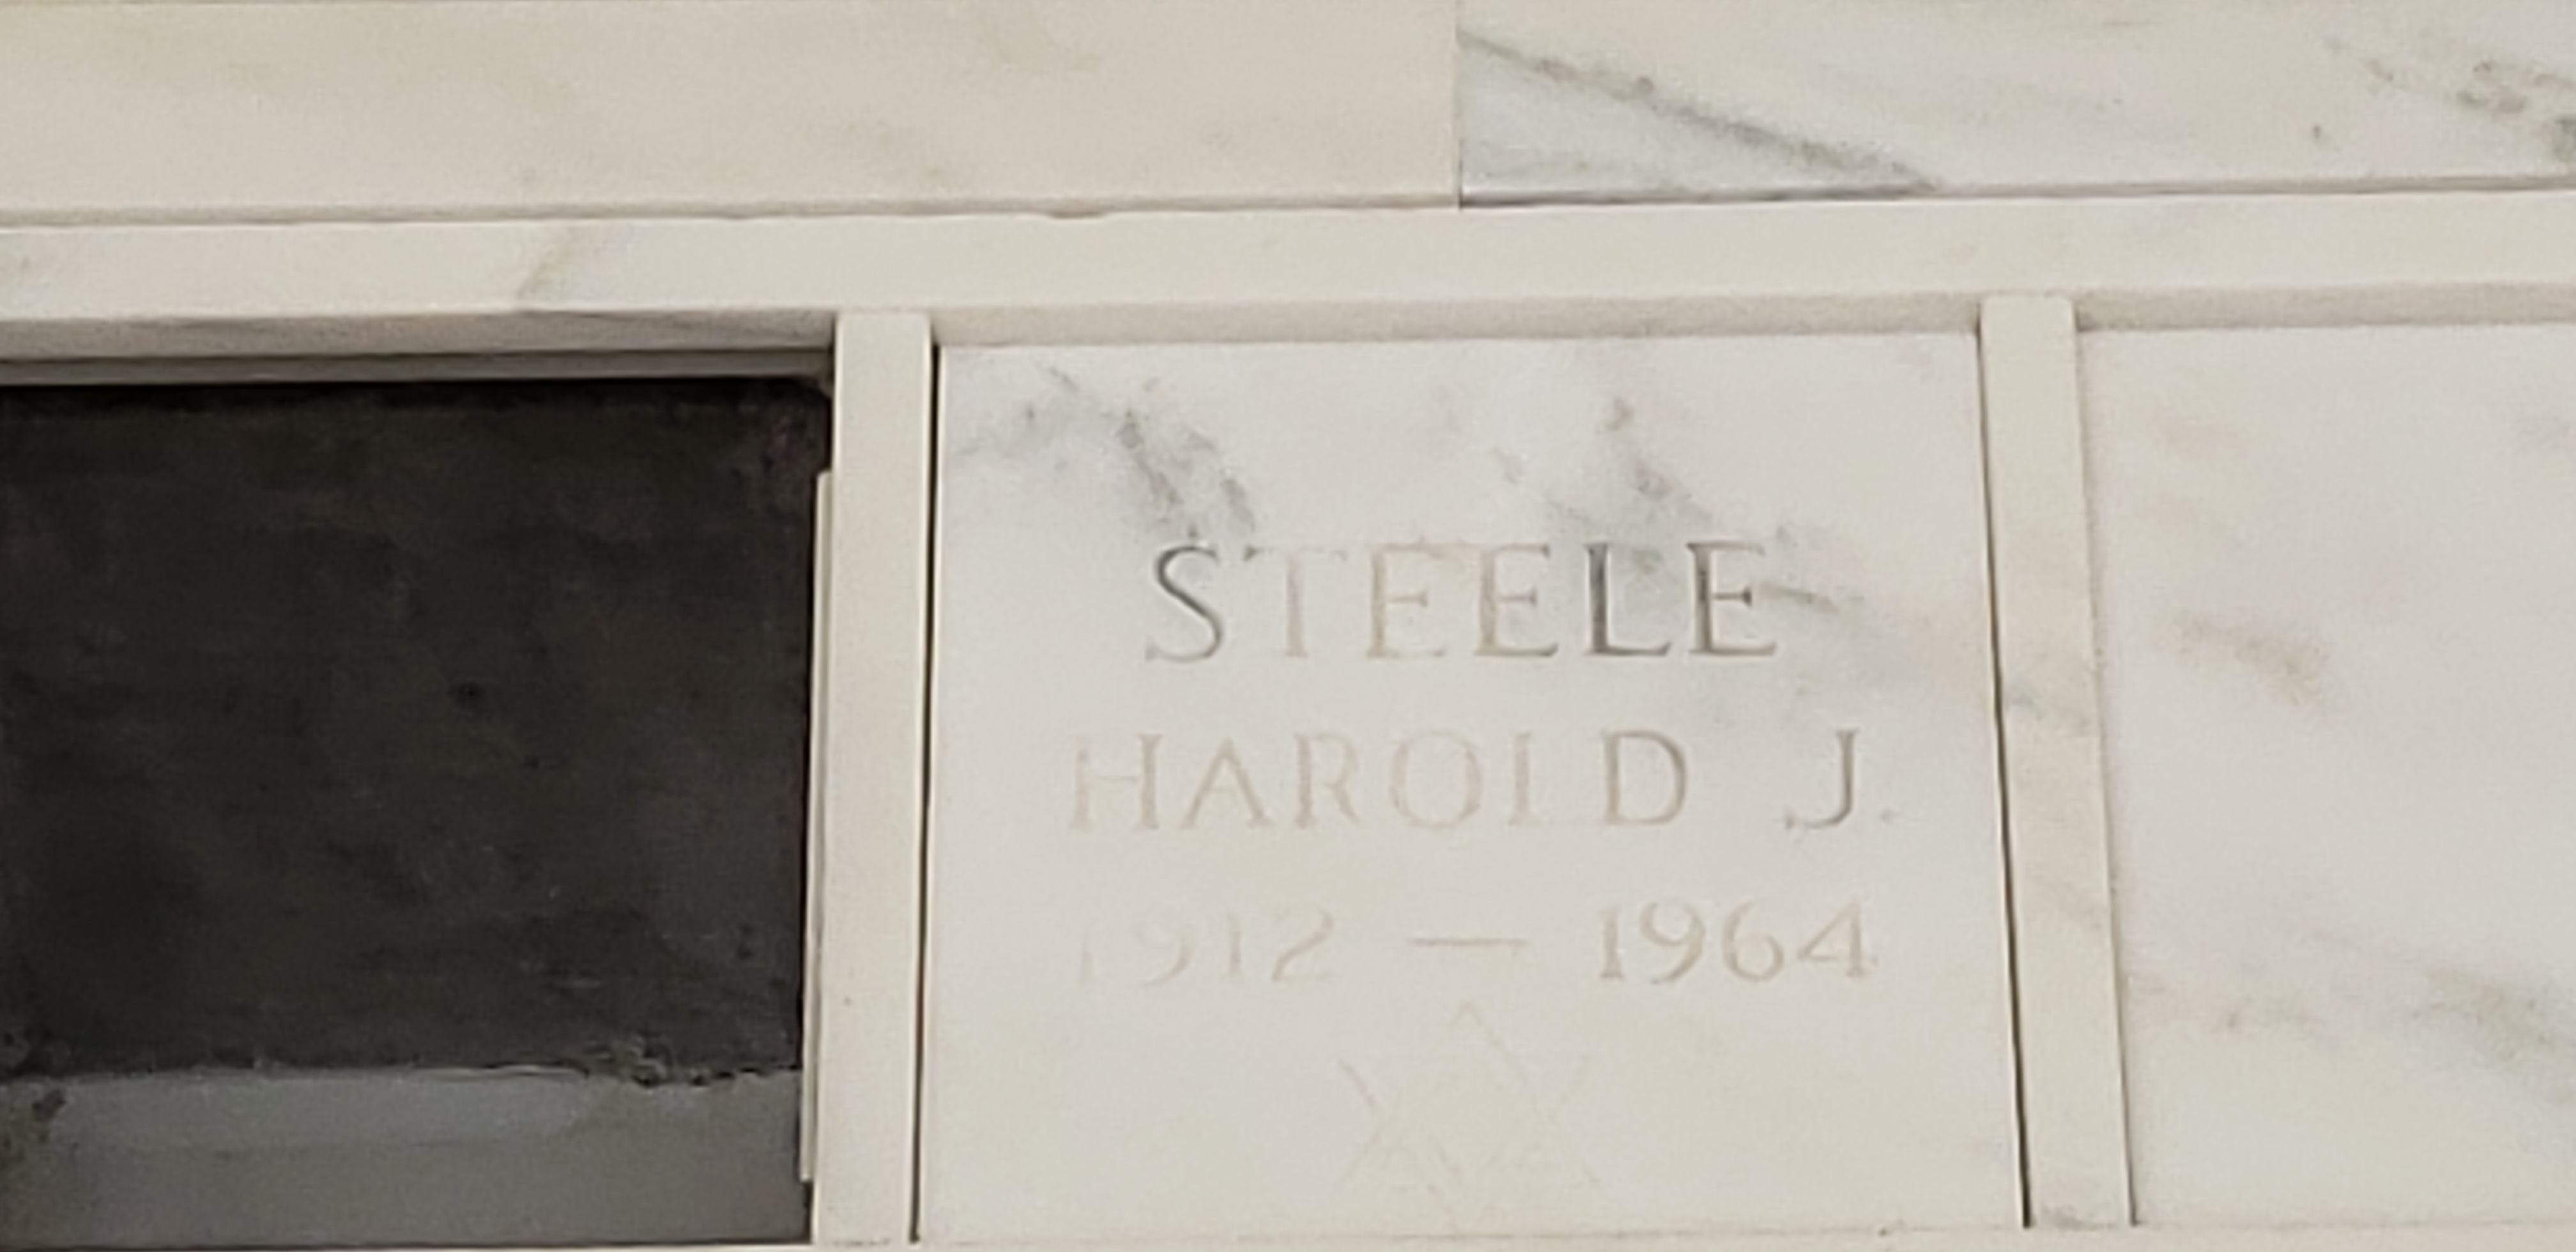 STEELE
HAROLD J.
1912 — 1964